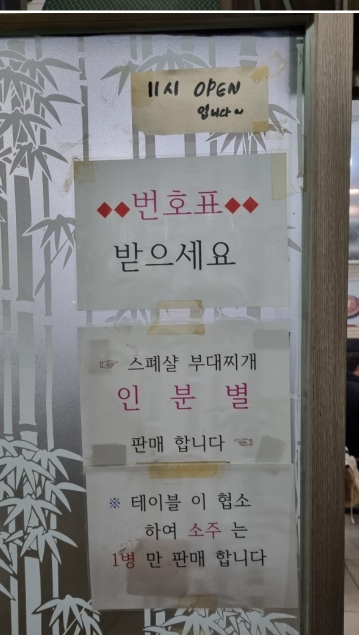 11시 OPEN
입니다~
◆◆번호표◆◆
받으세요
☞ 스폐샬 부대찌개
인 분 별
판매 합니다 ☜
※ 테이블 이 협소
하여 소주 는
1병 만 판매 합니다